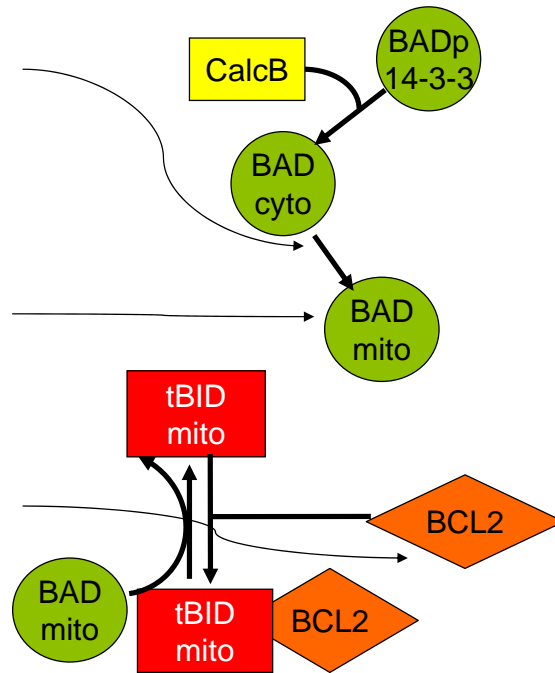 BADp
14-3-3
CalcB
BAD
cyto
BAD
mito
tBID
mito
BCL2
BAD
mito
tBID
mito
BCL2